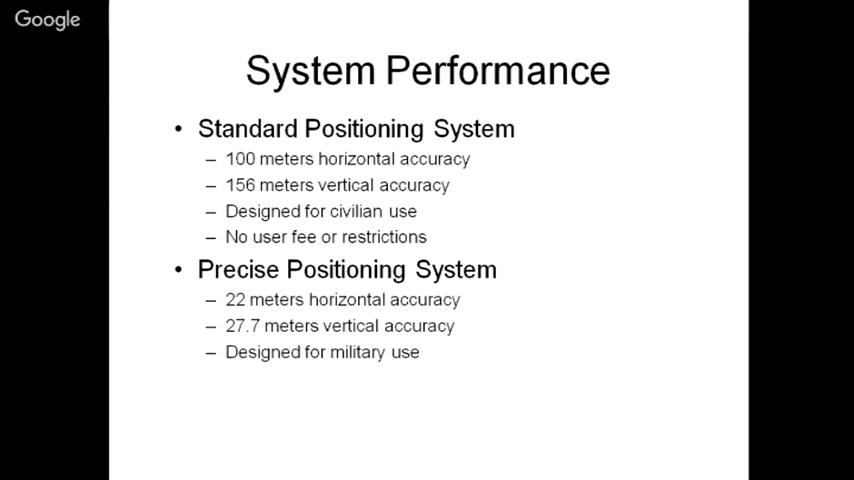 Google
System Performance
• Standard Positioning System
– 100 meters horizontal accuracy
– 156 meters vertical accuracy
– Designed for civilian use
– No user fee or restrictions
• Precise Positioning System
– 22 meters horizontal accuracy
– 27.7 meters vertical accuracy
– Designed for military use